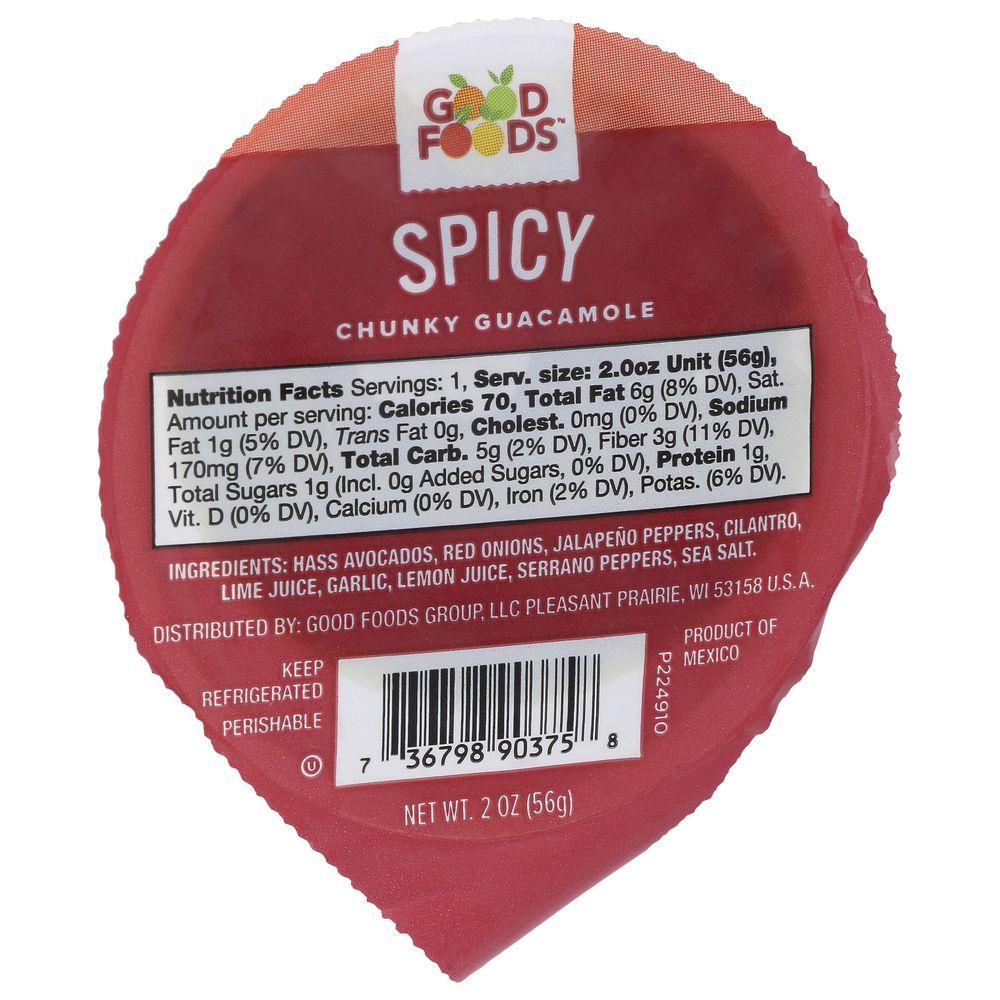 GOOD
FOODS™
SPICY
CHUNKY GUACAMOLE
Nutrition Facts Servings: 1, Serv. size: 2.0oz Unit (56g),
Amount per serving: Calories 70, Total Fat 6g (8% DV), Sat.
Fat 1g (5% DV), Trans Fat 0g, Cholest. 0mg (0% DV), Sodium
170mg (7% DV), Total Carb. 5g (2% DV), Fiber 3g (11% DV),
Total Sugars 1g (Incl. 0g Added Sugars, 0% DV), Protein 1g,
Vit. D (0% DV), Calcium (0% DV), Iron (2% DV), Potas. (6% DV).
INGREDIENTS: HASS AVOCADOS, RED ONIONS, JALAPEÑO PEPPERS, CILANTRO,
LIME JUICE, GARLIC, LEMON JUICE, SERRANO PEPPERS, SEA SALT.
DISTRIBUTED BY: GOOD FOODS GROUP, LLC PLEASANT PRAIRIE, WI 53158 U.S.A.
KEEP
REFRIGERATED
PERISHABLE
U
7 36798 90375 8
P224910
PRODUCT OF
MEXICO
NET WT. 2 OZ (56g)